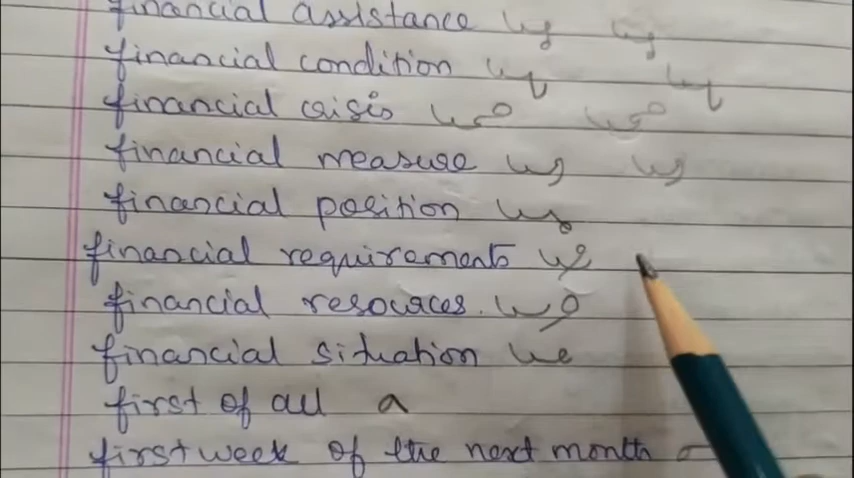 financial assistance
financial condition
financial crisis
financial measure
financial position
financial requirements
financial resources.
financial situation
first of all
first week of the next month